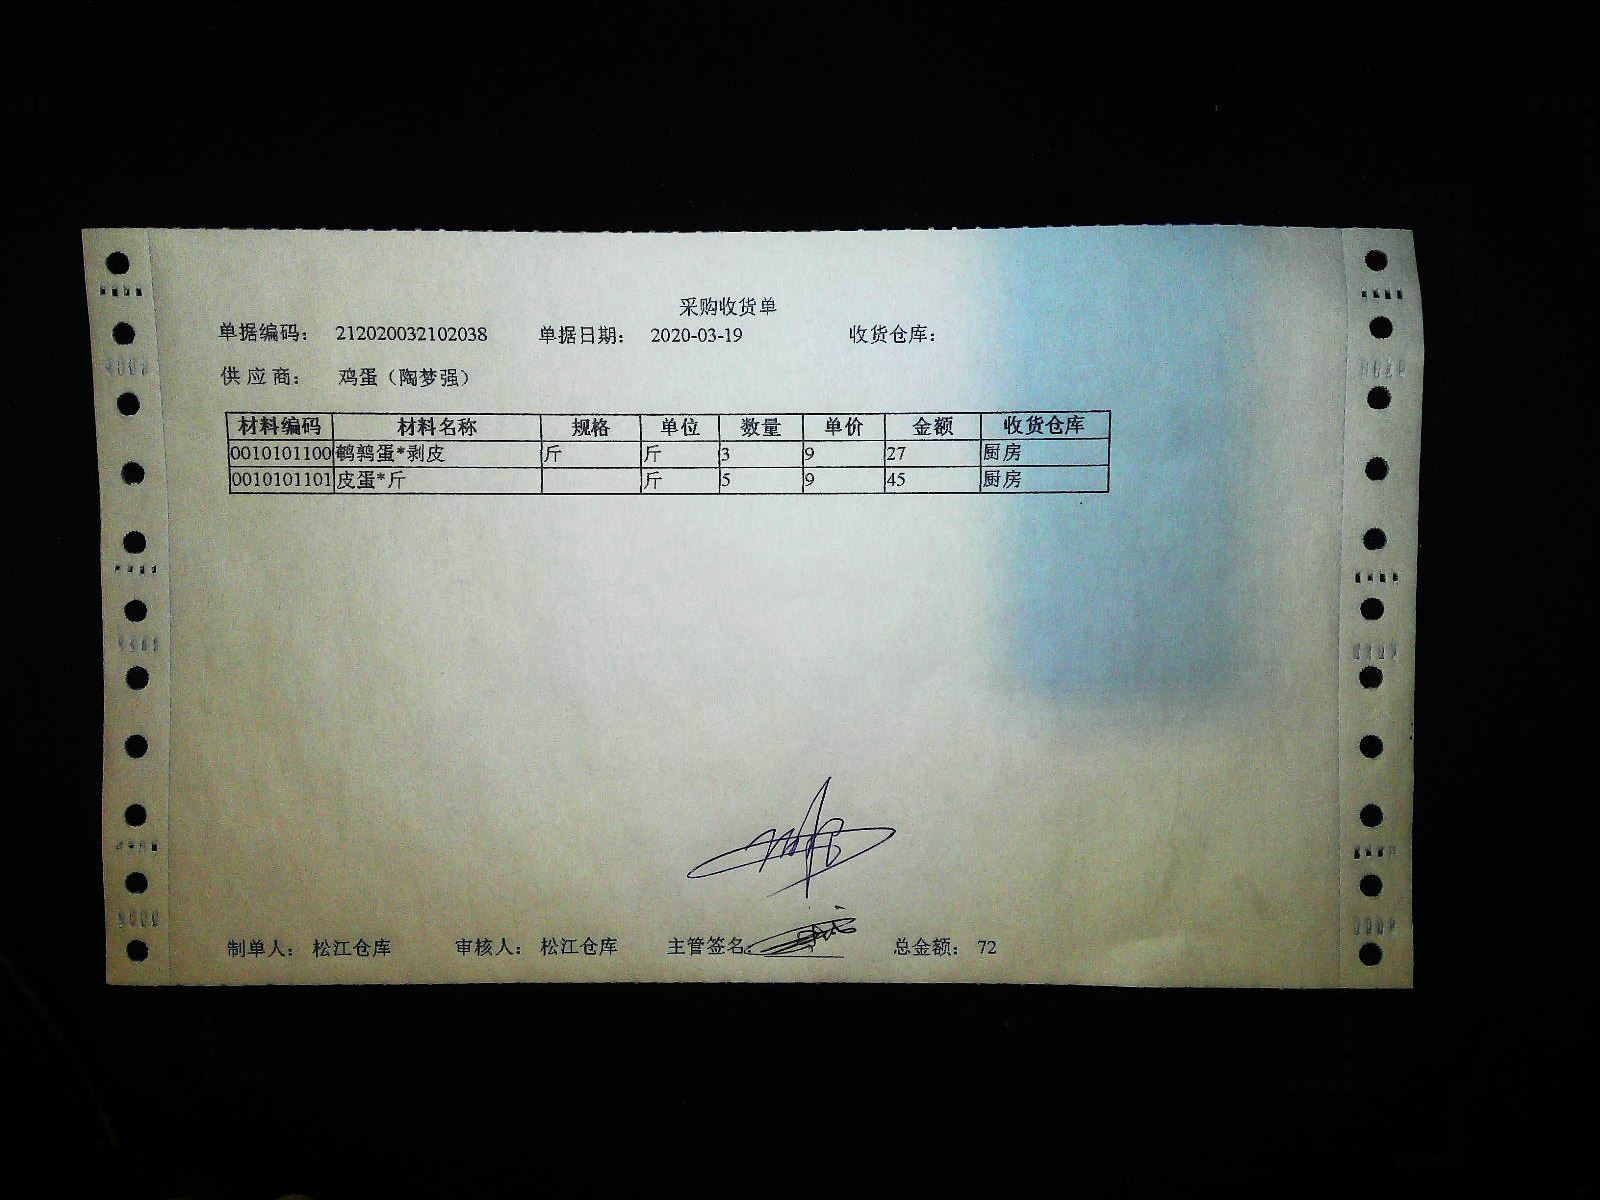 采购收货单
单据编码： 212020032102038 单据日期： 2020-03-19 收货仓库：
供应商： 鸡蛋（陶梦强）
材料编码 材料名称 规格 单位 数量 单价 金额 收货仓库
0010101100 鹌鹑蛋*剥皮 斤 斤 3 9 27 厨房
0010101101 皮蛋*斤 斤 5 9 45 厨房
制单人： 松江仓库 审核人： 松江仓库 主管签名： 总金额： 72